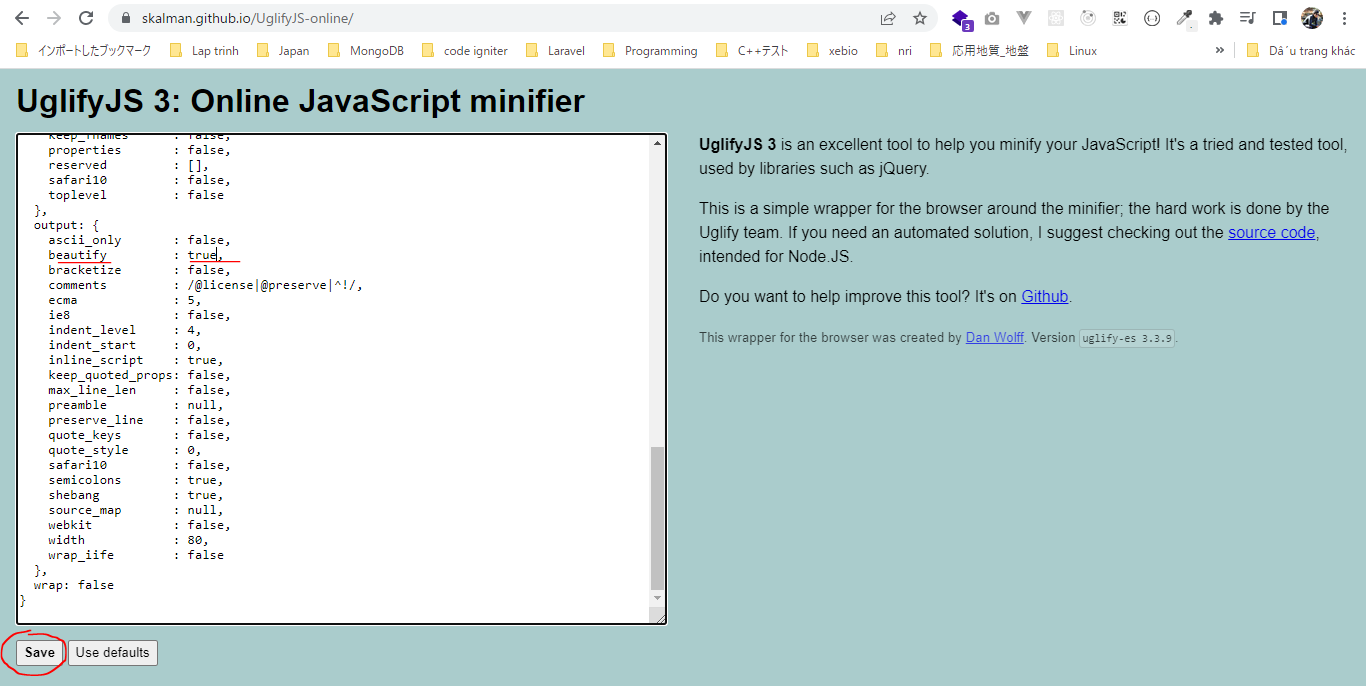 skalman.github.io/UglifyJS-online/
3
インポートしたブックマーク Lap trinh Japan MongoDB code igniter Laravel Programming C++テスト xebio nri 応用地質_地盤 Linux » Dấu trang khác
UglifyJS 3: Online JavaScript minifier
keep_fnames : false,
properties : false,
reserved : [],
safari10 : false,
toplevel : false
},
output: {
ascii_only : false,
beautify : true,
bracketize : false,
comments : /@license|@preserve|^!/,
ecma : 5,
ie8 : false,
indent_level : 4,
indent_start : 0,
inline_script : true,
keep_quoted_props: false,
max_line_len : false,
preamble : null,
preserve_line : false,
quote_keys : false,
quote_style : 0,
safari10 : false,
semicolons : true,
shebang : true,
source_map : null,
webkit : false,
width : 80,
wrap_iife : false
},
wrap: false
}
Save Use defaults
UglifyJS 3 is an excellent tool to help you minify your JavaScript! It's a tried and tested tool,
used by libraries such as jQuery.
This is a simple wrapper for the browser around the minifier; the hard work is done by the
Uglify team. If you need an automated solution, I suggest checking out the source code,
intended for Node.JS.
Do you want to help improve this tool? It's on Github.
This wrapper for the browser was created by Dan Wolff. Version uglify-es 3.3.9.